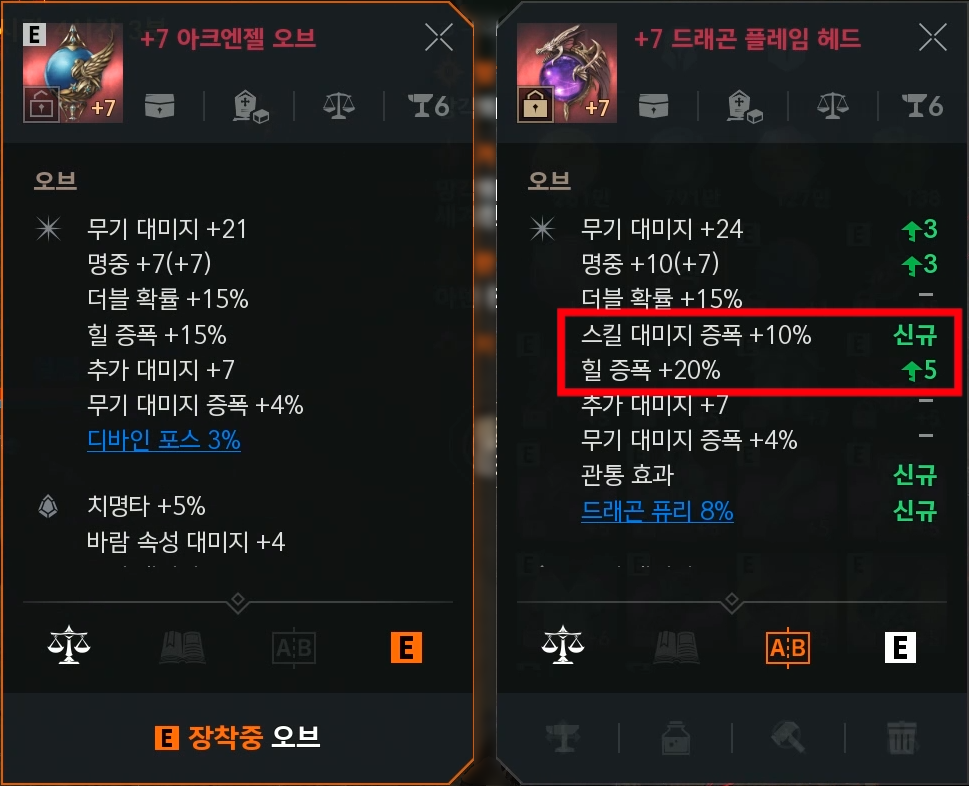 E
+7 아크엔젤 오브
+7
6
오브
무기 대미지 +21
명중 +7(+7)
더블 확률 +15%
힐 증폭 +15%
추가 대미지 +7
무기 대미지 증폭 +4%
디바인 포스 3%
치명타 +5%
바람 속성 대미지 +4
A B
E
E 장착중 오브
+7 드래곤 플레임 헤드
+7
6
오브
무기 대미지 +24 3
명중 +10(+7) 3
더블 확률 +15% –
스킬 대미지 증폭 +10% 신규
힐 증폭 +20% 5
추가 대미지 +7 –
무기 대미지 증폭 +4% –
관통 효과 신규
드래곤 퓨리 8% 신규
A B
E